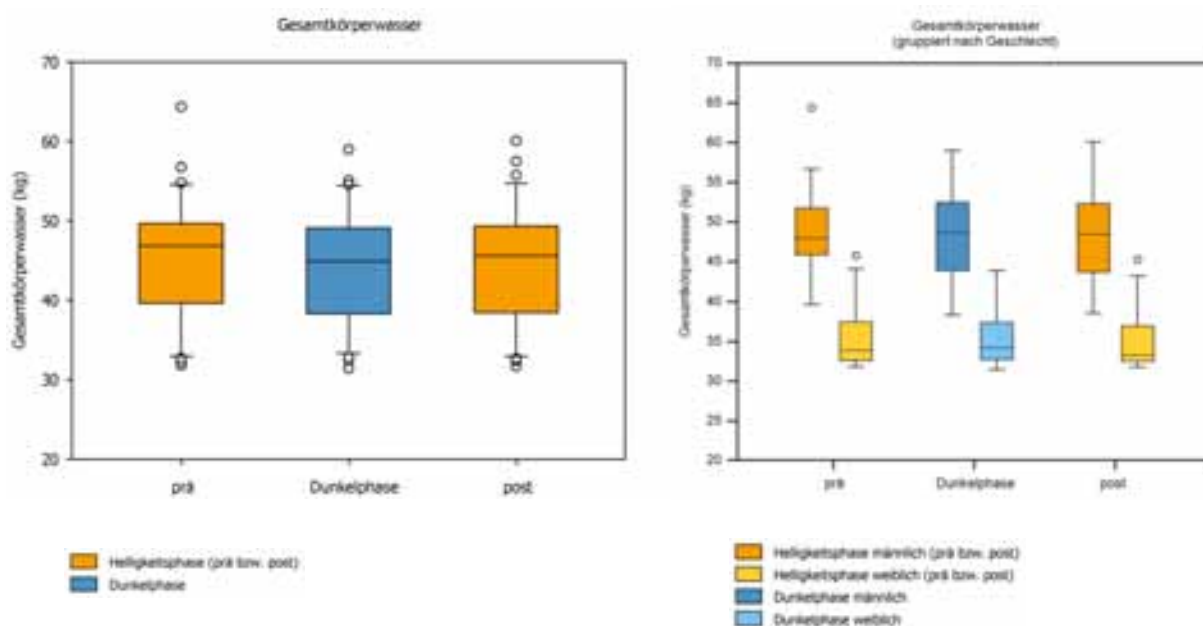 Gesamtkörperwasser
Gesamtkörperwasser (kg)
70
60
50
40
30
20
prä
Dunkelphase
post
Helligkeitsphase (prä bzw. post)
Dunkelphase
Gesamtkörperwasser
(gruppiert nach Geschlecht)
Gesamtkörperwasser (kg)
70
65
60
55
50
45
40
35
30
25
20
prä
Dunkelphase
post
Helligkeitsphase männlich (prä bzw. post)
Helligkeitsphase weiblich (prä bzw. post)
Dunkelphase männlich
Dunkelphase weiblich